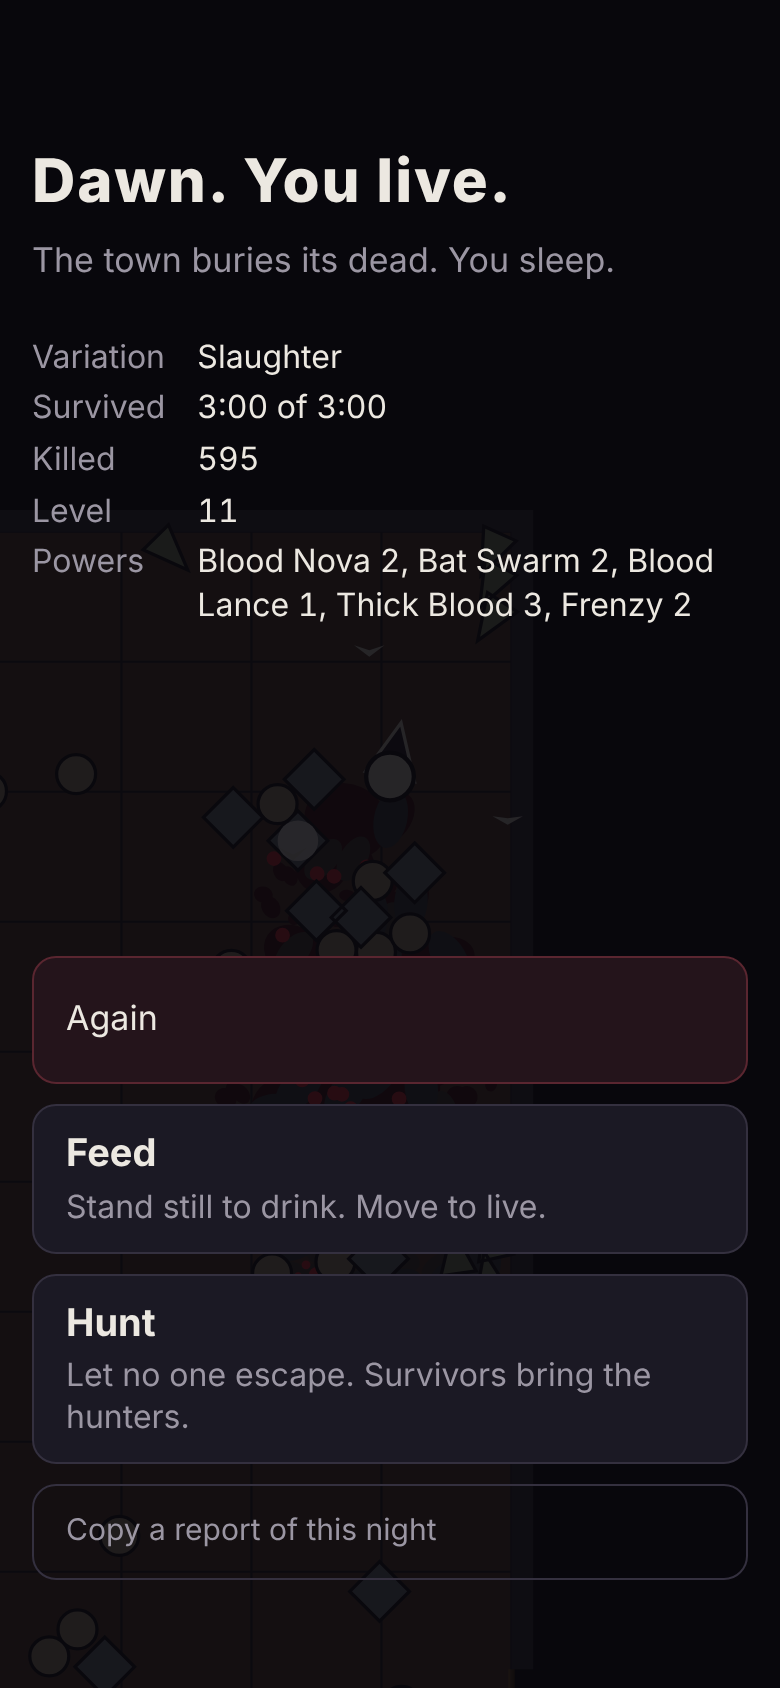 Dawn. You live.
The town buries its dead. You sleep.
Variation Slaughter
Survived 3:00 of 3:00
Killed 595
Level 11
Powers Blood Nova 2, Bat Swarm 2, Blood
Lance 1, Thick Blood 3, Frenzy 2
Again
Feed
Stand still to drink. Move to live.
Hunt
Let no one escape. Survivors bring the
hunters.
Copy a report of this night